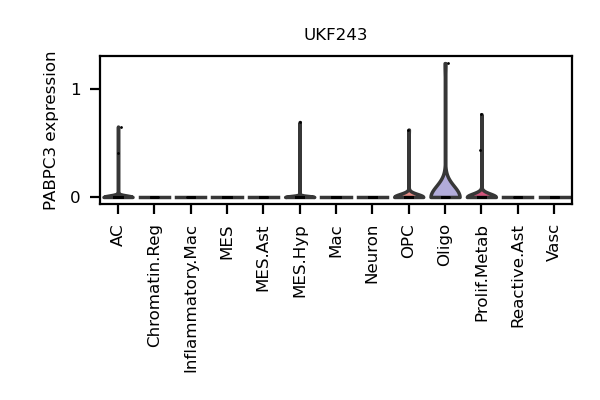 UKF243
PABPC3 expression
1
0
AC
Chromatin.Reg
Inflammatory.Mac
MES
MES.Ast
MES.Hyp
Mac
Neuron
OPC
Oligo
Prolif.Metab
Reactive.Ast
Vasc